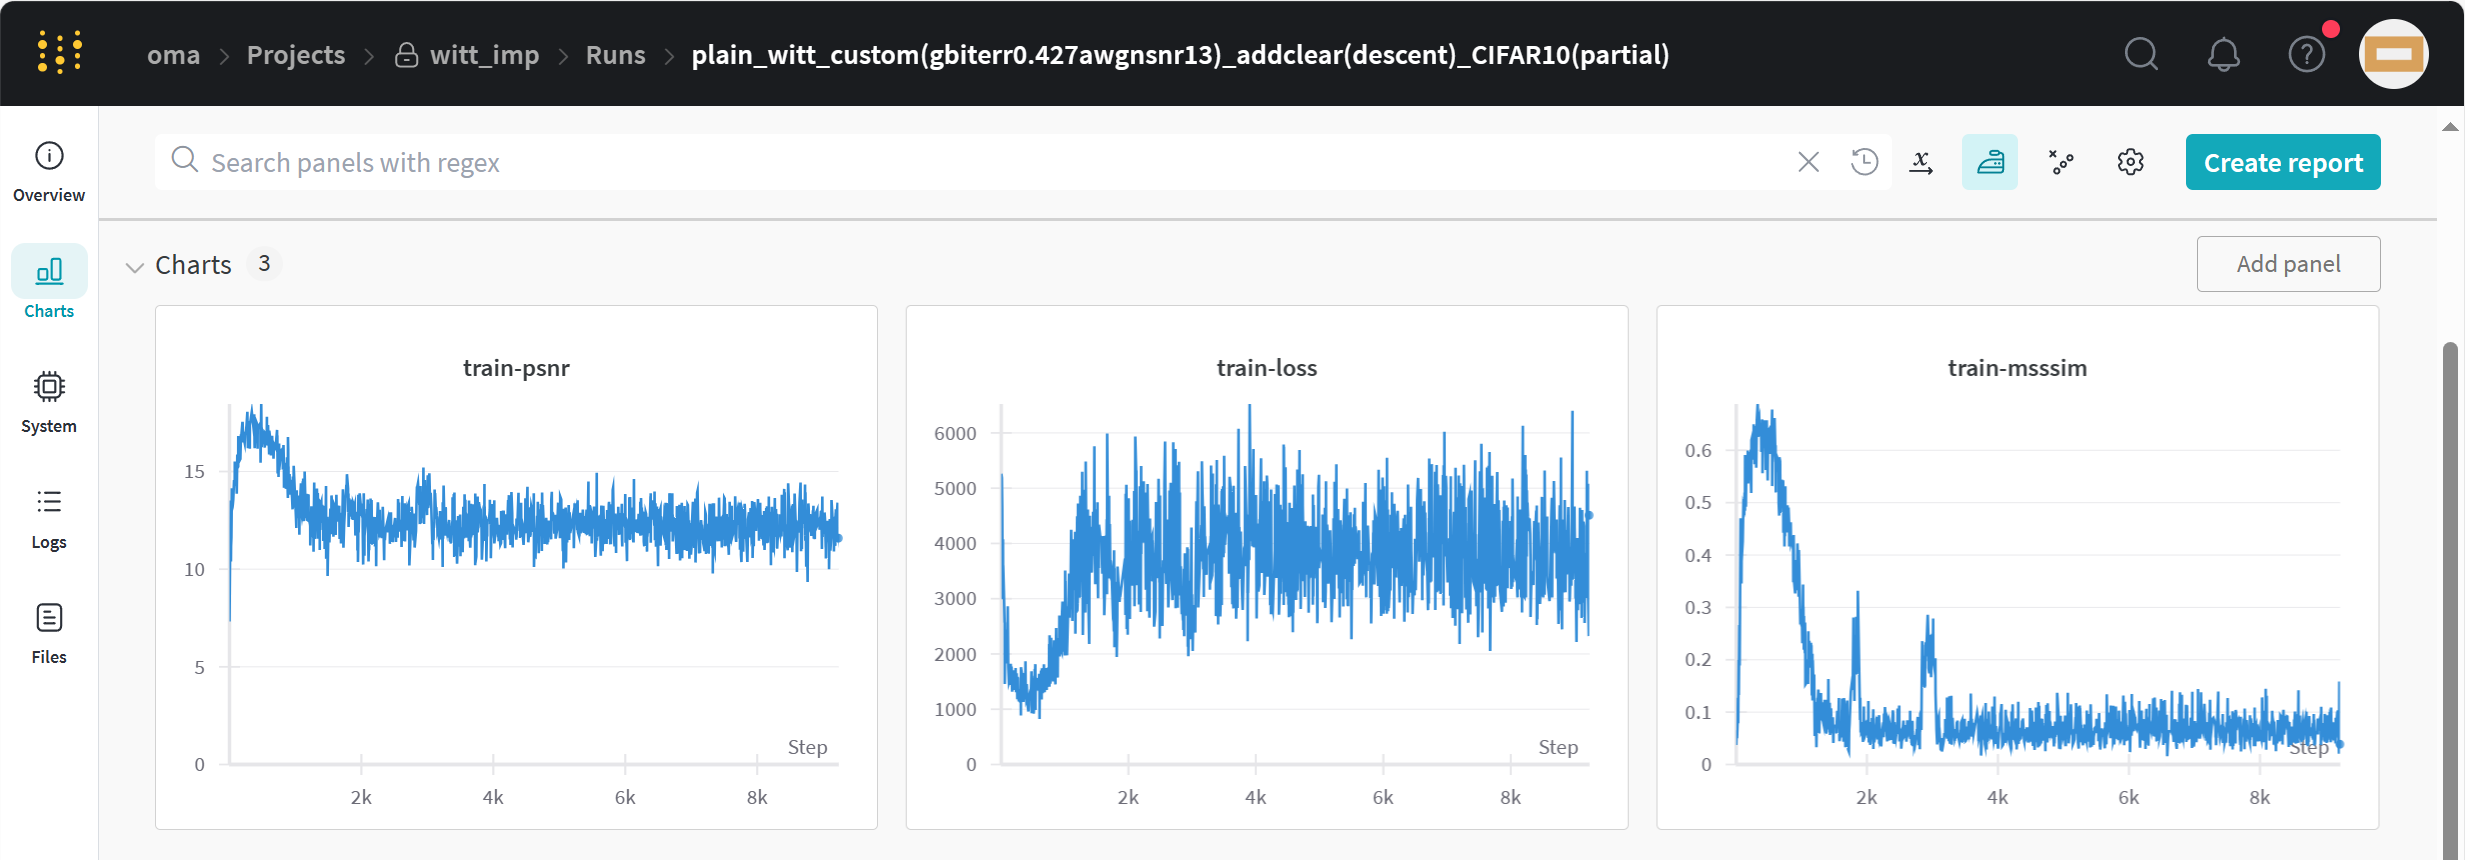 oma > Projects > witt_imp > Runs > plain_witt_custom(gbiterr0.427awgnsnr13)_addclear(descent)_CIFAR10(partial)
Overview
Charts
System
Logs
Files
Search panels with regex
Create report
Charts 3
Add panel
train-psnr
15
10
5
0
2k 4k 6k 8k
Step
train-loss
6000
5000
4000
3000
2000
1000
0
2k 4k 6k 8k
Step
train-msssim
0.6
0.5
0.4
0.3
0.2
0.1
0
2k 4k 6k 8k
Step